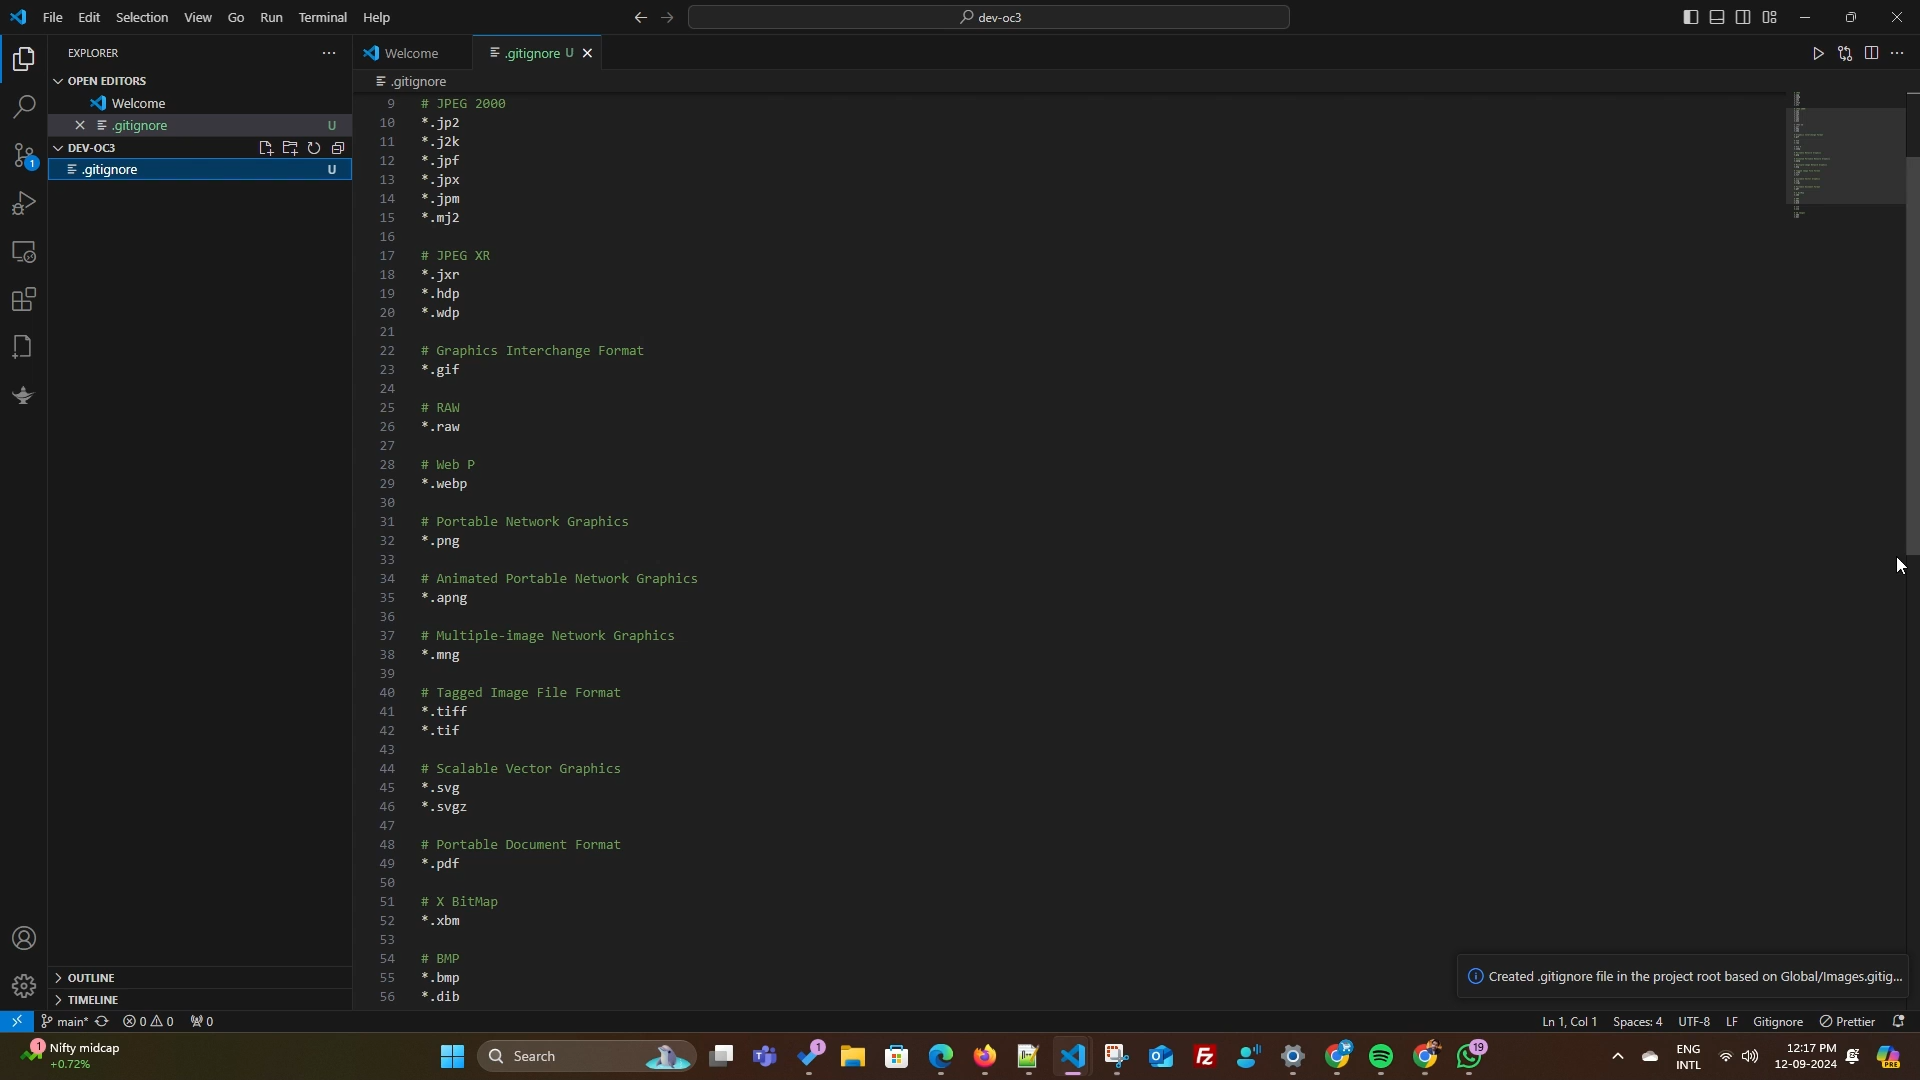 File Edit Selection View Go Run Terminal Help
dev-oc3
EXPLORER
Welcome
.gitignore U
OPEN EDITORS
Welcome
.gitignore U
DEV-OC3
.gitignore U
.gitignore
9 # JPEG 2000
10 *.jp2
11 *.j2k
12 *.jpf
13 *.jpx
14 *.jpm
15 *.mj2
16
17 # JPEG XR
18 *.jxr
19 *.hdp
20 *.wdp
21
22 # Graphics Interchange Format
23 *.gif
24
25 # RAW
26 *.raw
27
28 # Web P
29 *.webp
30
31 # Portable Network Graphics
32 *.png
33
34 # Animated Portable Network Graphics
35 *.apng
36
37 # Multiple-image Network Graphics
38 *.mng
39
40 # Tagged Image File Format
41 *.tiff
42 *.tif
43
44 # Scalable Vector Graphics
45 *.svg
46 *.svgz
47
48 # Portable Document Format
49 *.pdf
50
51 # X BitMap
52 *.xbm
53
54 # BMP
55 *.bmp
56 *.dib
1
OUTLINE
TIMELINE
Created .gitignore file in the project root based on Global/Images.gitig...
main* 0 0 0
Ln 1, Col 1 Spaces: 4 UTF-8 LF Gitignore Prettier
1
Nifty midcap
+0.72%
Search
1
19
ENG
INTL
12:17 PM
12-09-2024
PRE